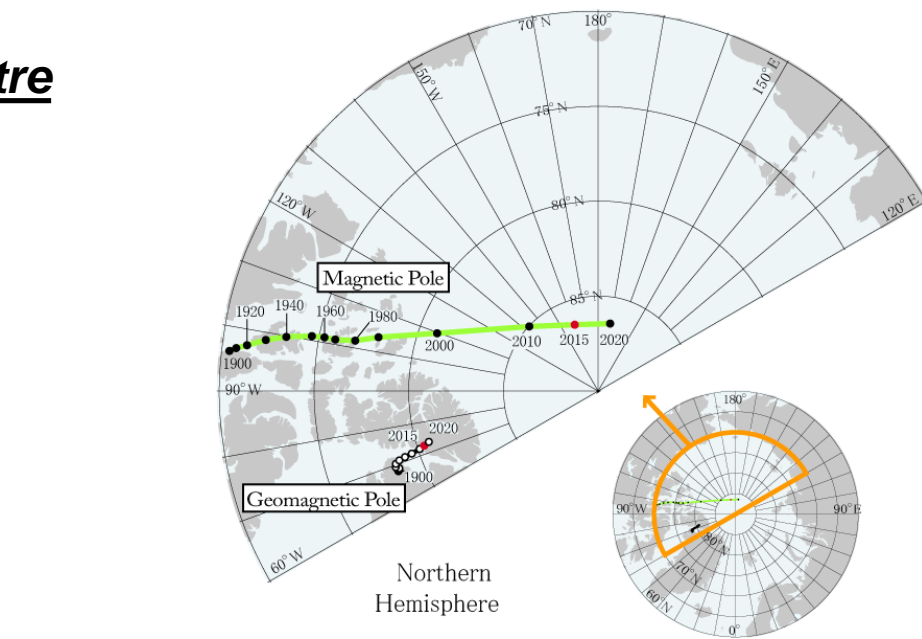 tre
70°N
180°
150°W
150°E
75°N
120°W
80°N
120°E
Magnetic Pole
85°N
1920
1940
1960
1980
1900
2000
2010
2015
2020
90°W
2015
2020
1900
Geomagnetic Pole
60°W
Northern
Hemisphere
180°
90°W
90°E
80°N
70°N
60°N
0°